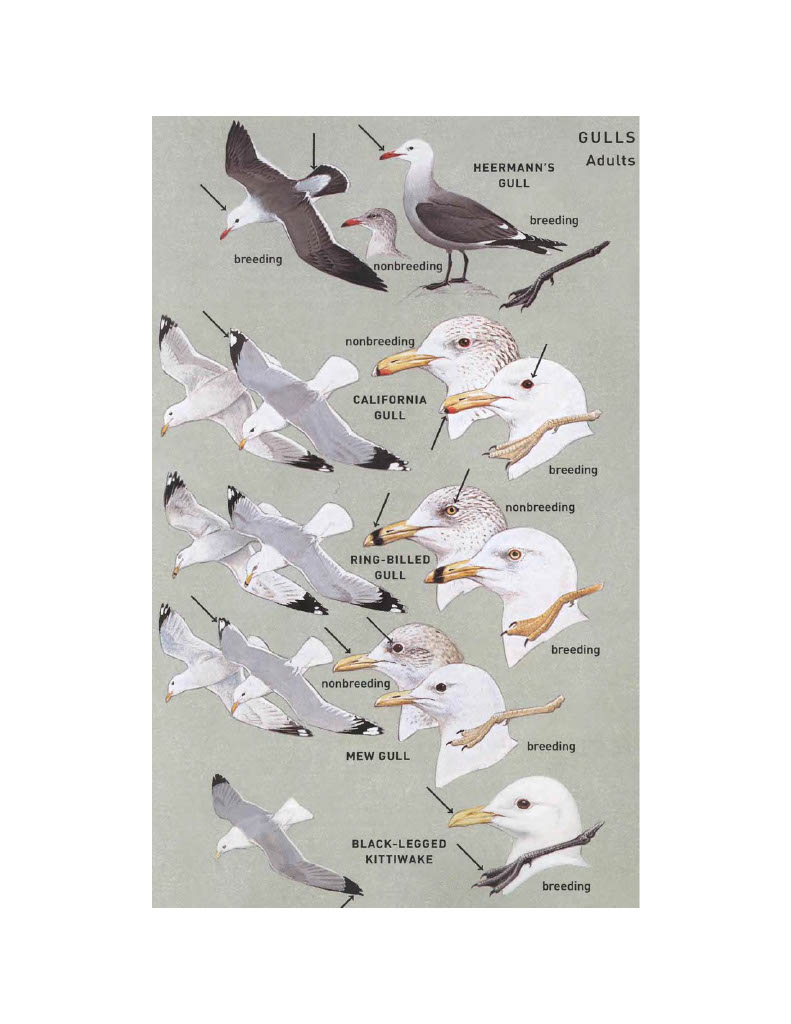 GULLS
Adults
HEERMANN'S
GULL
breeding
breeding
nonbreeding
nonbreeding
CALIFORNIA
GULL
breeding
nonbreeding
RING-BILLED
GULL
breeding
nonbreeding
breeding
MEW GULL
BLACK-LEGGED
KITTIWAKE
breeding